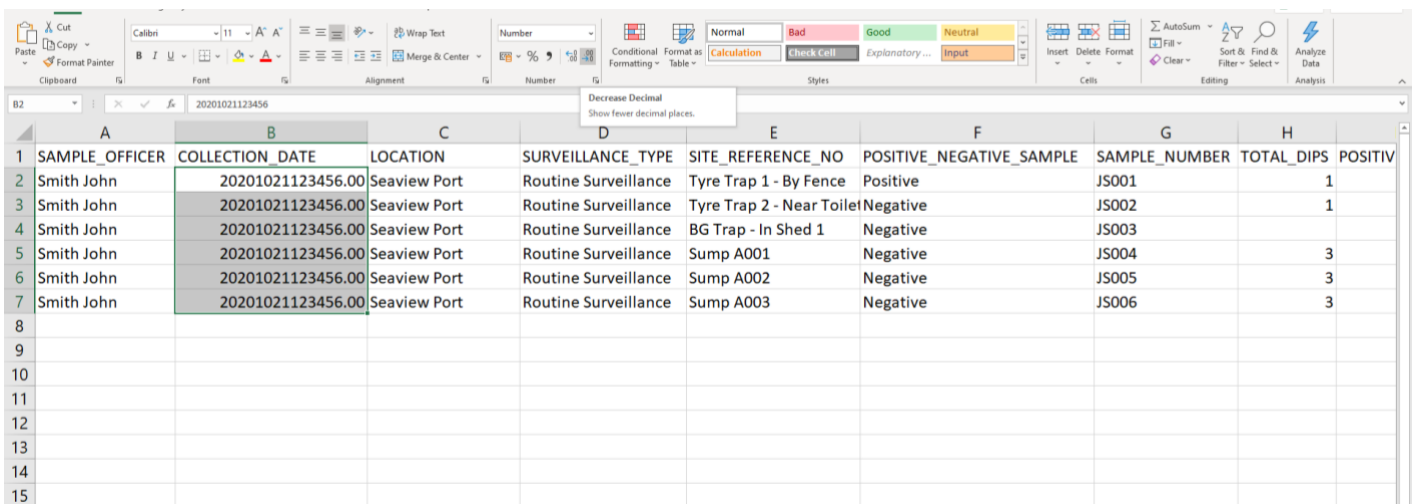 Cut
Calibri 11 A^ A˅ Wrap Text Number Normal Bad Good Neutral AutoSum
Copy Fill
Paste Format Painter B I U A Merge & Center % 9 Conditional Formatting Format as Table Calculation Check Cell Explanatory ... Input Insert Delete Format Clear Sort & Filter Find & Select Analyze Data
Clipboard Font Alignment Number Styles Cells Editing Analysis
B2 fx 20201021123456
Decrease Decimal
Show fewer decimal places.
A B C D E F G H
1 SAMPLE_OFFICER COLLECTION_DATE LOCATION SURVEILLANCE_TYPE SITE_REFERENCE_NO POSITIVE_NEGATIVE_SAMPLE SAMPLE_NUMBER TOTAL_DIPS POSITIV
2 Smith John 20201021123456.00 Seaview Port Routine Surveillance Tyre Trap 1 - By Fence Positive JS001 1
3 Smith John 20201021123456.00 Seaview Port Routine Surveillance Tyre Trap 2 - Near Toilet Negative JS002 1
4 Smith John 20201021123456.00 Seaview Port Routine Surveillance BG Trap - In Shed 1 Negative JS003
5 Smith John 20201021123456.00 Seaview Port Routine Surveillance Sump A001 Negative JS004 3
6 Smith John 20201021123456.00 Seaview Port Routine Surveillance Sump A002 Negative JS005 3
7 Smith John 20201021123456.00 Seaview Port Routine Surveillance Sump A003 Negative JS006 3
8
9
10
11
12
13
14
15